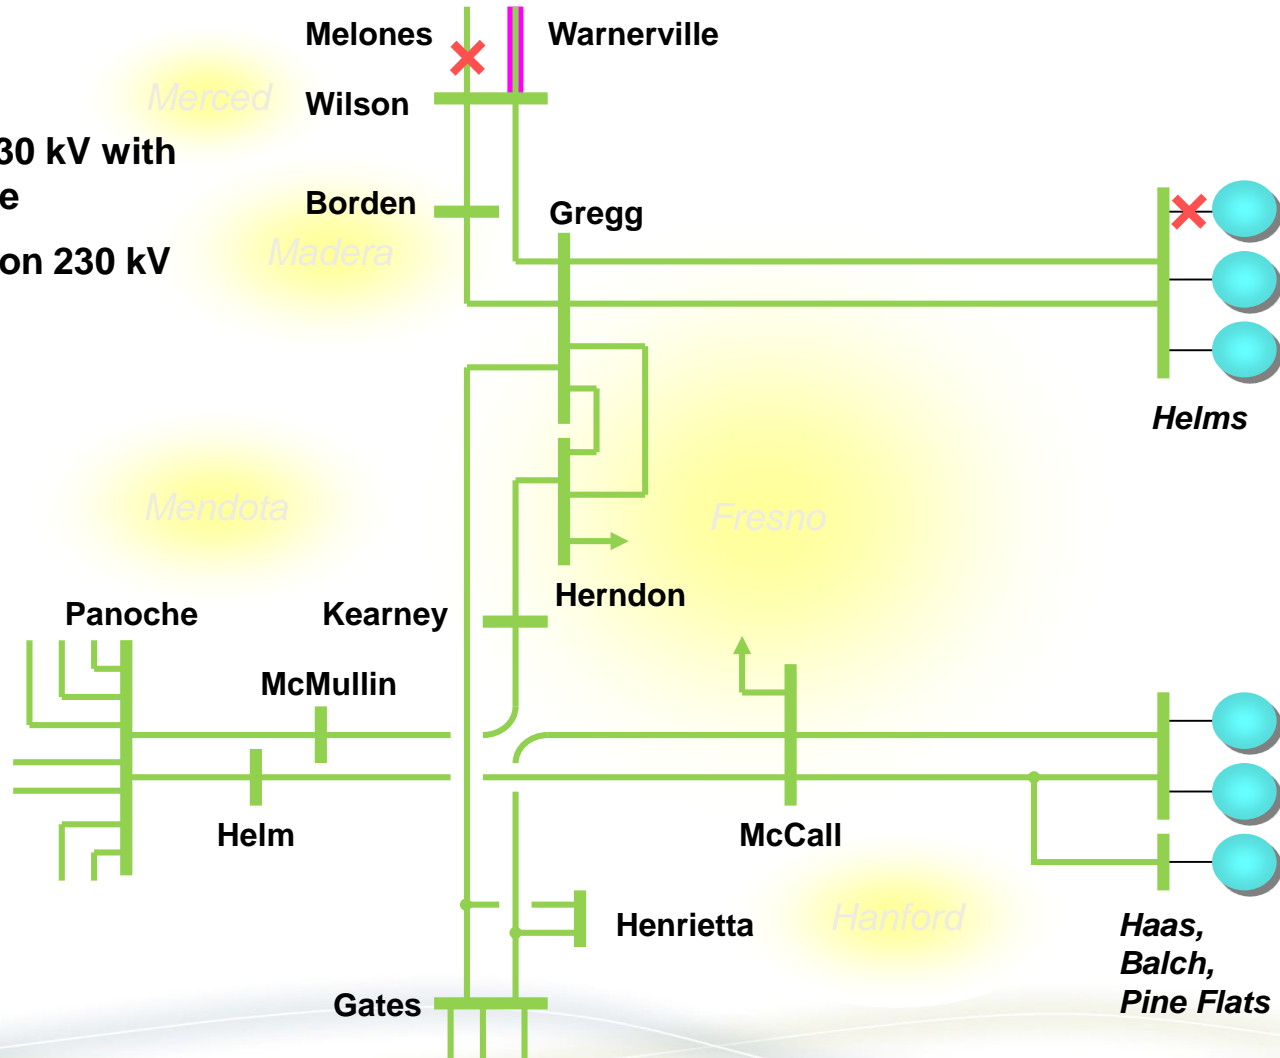 Melones
Warnerville
Merced
Wilson
30 kV with
e
Borden
Gregg
Madera
on 230 kV
Helms
Mendota
Fresno
Herndon
Panoche
Kearney
McMullin
Helm
McCall
Henrietta
Hanford
Haas,
Balch,
Pine Flats
Gates